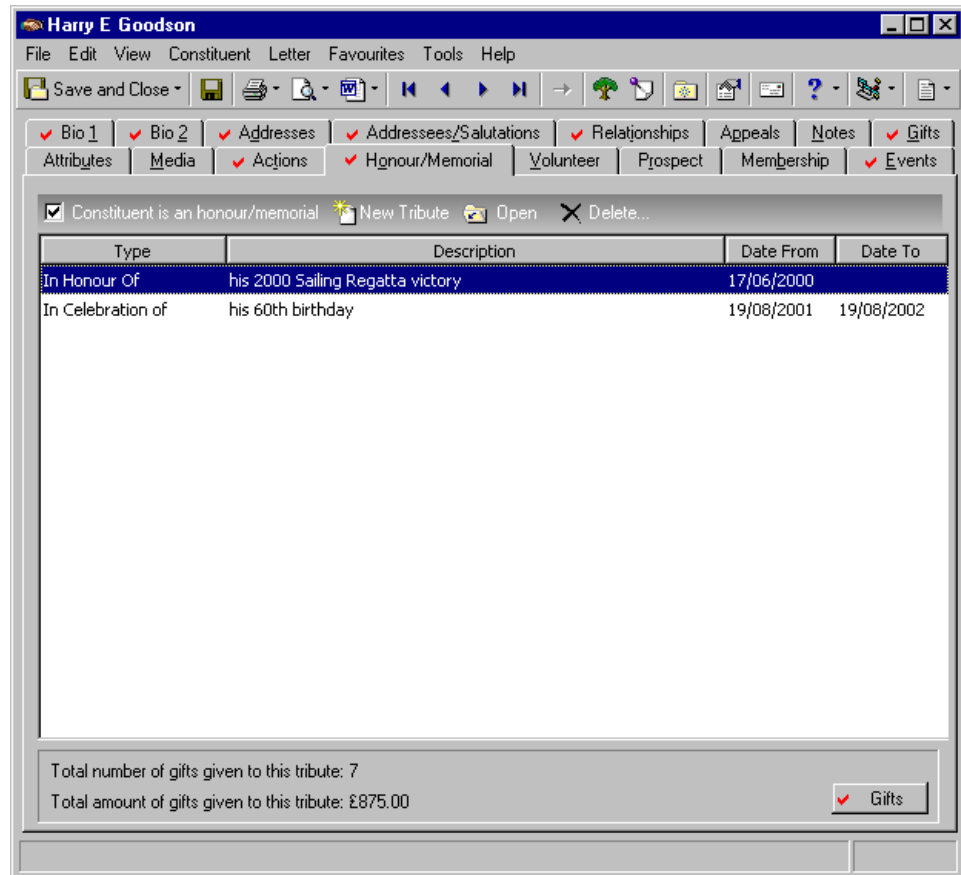 Harry E Goodson
File Edit View Constituent Letter Favourites Tools Help
Save and Close
Bio 1 Bio 2 Addresses Addressees/Salutations Relationships Appeals Notes Gifts
Attributes Media Actions Honour/Memorial Volunteer Prospect Membership Events
Constituent is an honour/memorial New Tribute Open Delete...
Type Description Date From Date To
In Honour Of his 2000 Sailing Regatta victory 17/06/2000
In Celebration of his 60th birthday 19/08/2001 19/08/2002
Total number of gifts given to this tribute: 7
Total amount of gifts given to this tribute: £875.00
Gifts